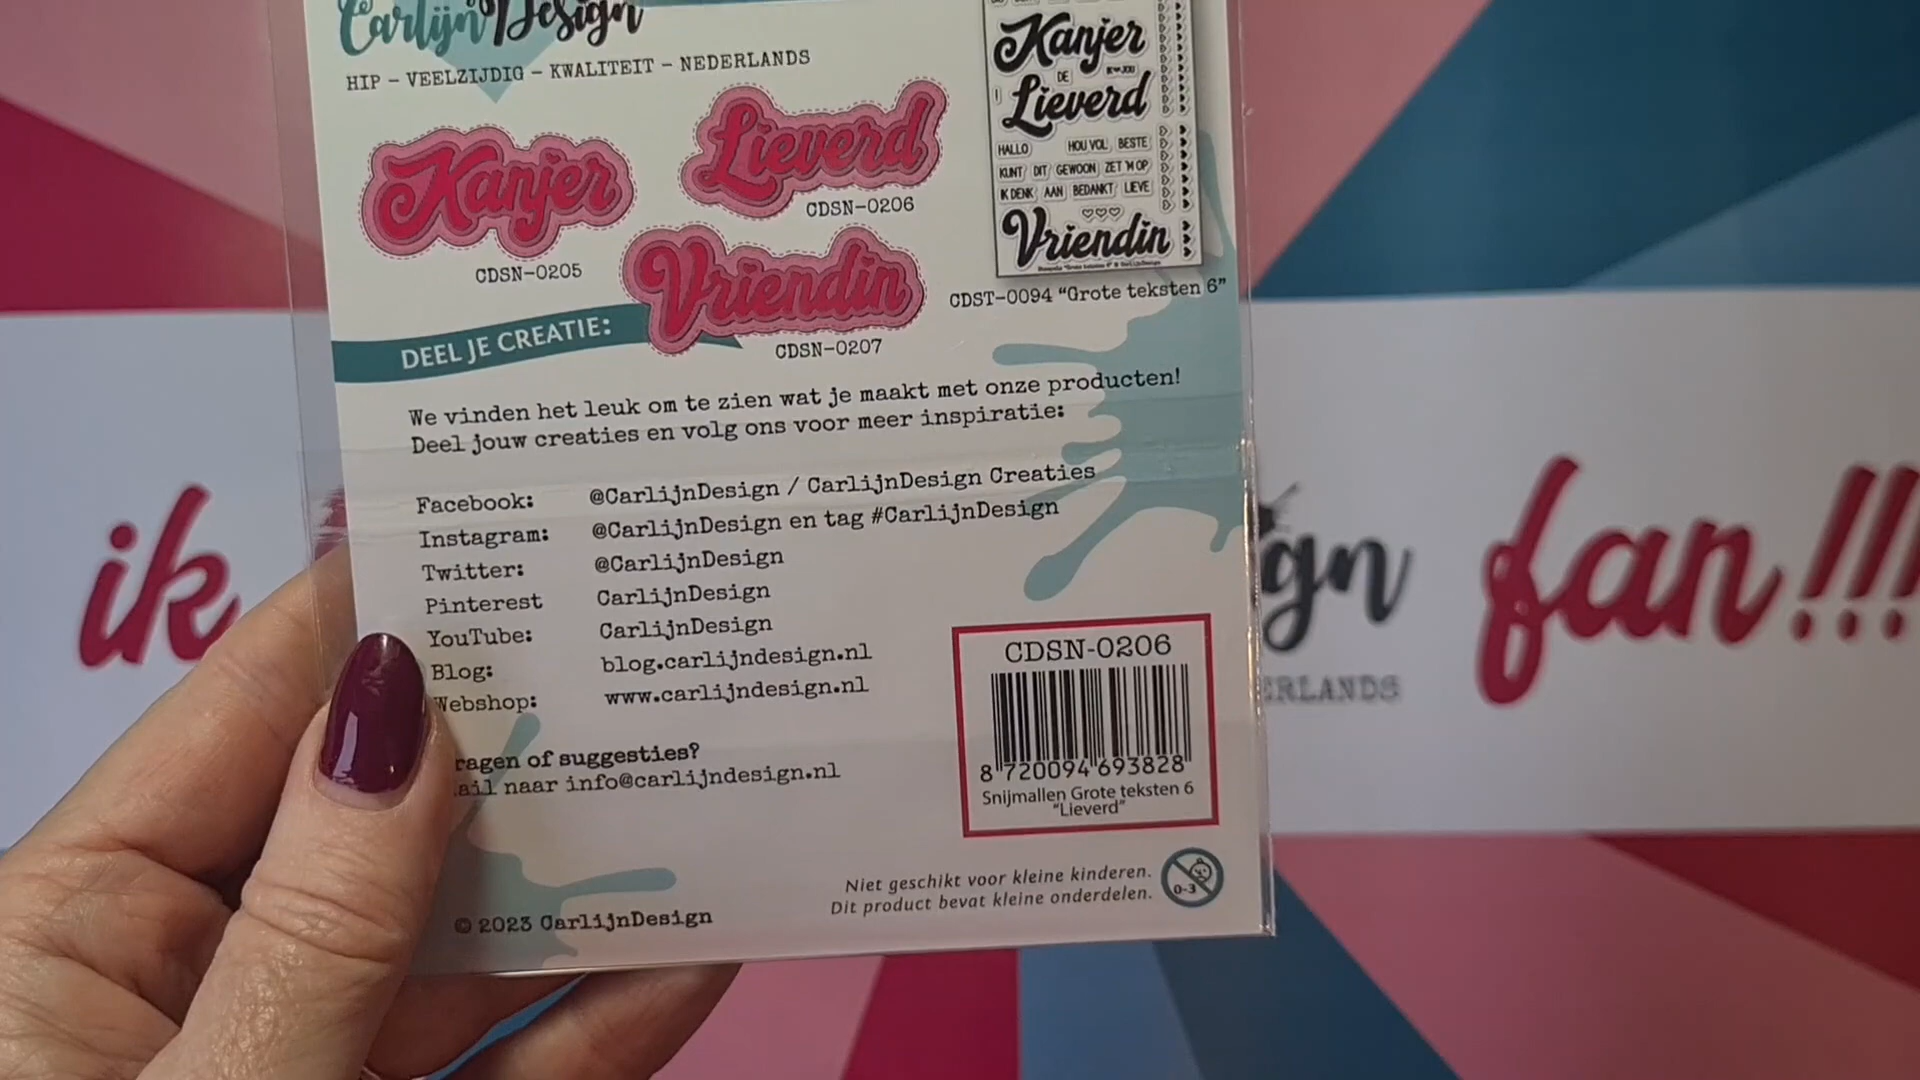 CarlijnDesign
HIP – VEELZIJDIG – KWALITEIT – NEDERLANDS
Kanjer
CDSN-0205
Lieverd
CDSN-0206
Vriendin
CDSN-0207
Kanjer
DE
IK
JOU
Lieverd
HALLO HOU VOL BESTE
KUNT DIT GEWOON ZET 'M OP
IK DENK AAN BEDANKT LIEVE
Vriendin
CDST-0094 “Grote teksten 6”
DEEL JE CREATIE:
We vinden het leuk om te zien wat je maakt met onze producten!
Deel jouw creaties en volg ons voor meer inspiratie:
Facebook: @CarlijnDesign / CarlijnDesign Creaties
Instagram: @CarlijnDesign en tag #CarlijnDesign
Twitter: @CarlijnDesign
Pinterest CarlijnDesign
YouTube: CarlijnDesign
Blog: blog.carlijndesign.nl
Webshop: www.carlijndesign.nl
ragen of suggesties?
ail naar info@carlijndesign.nl
CDSN-0206
8 720094 693828
Snijmallen Grote teksten 6
“Lieverd”
Niet geschikt voor kleine kinderen.
Dit product bevat kleine onderdelen.
0-3
© 2023 CarlijnDesign
ik
gn
fan!!!
ERLANDS